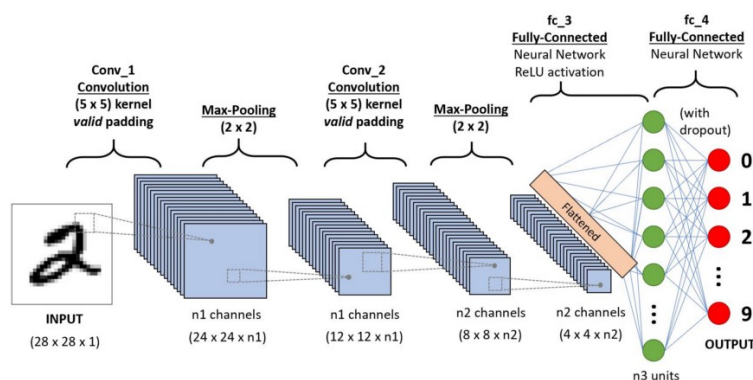 fc_3
Fully-Connected
Neural Network
ReLU activation
fc_4
Fully-Connected
Neural Network
Conv_1
Convolution
(5 x 5) kernel
valid padding
Max-Pooling
(2 x 2)
Conv_2
Convolution
(5 x 5) kernel
valid padding
Max-Pooling
(2 x 2)
(with
dropout)
Flattened
0
1
2
9
2
INPUT
(28 x 28 x 1)
n1 channels
(24 x 24 x n1)
n1 channels
(12 x 12 x n1)
n2 channels
(8 x 8 x n2)
n2 channels
(4 x 4 x n2)
OUTPUT
n3 units